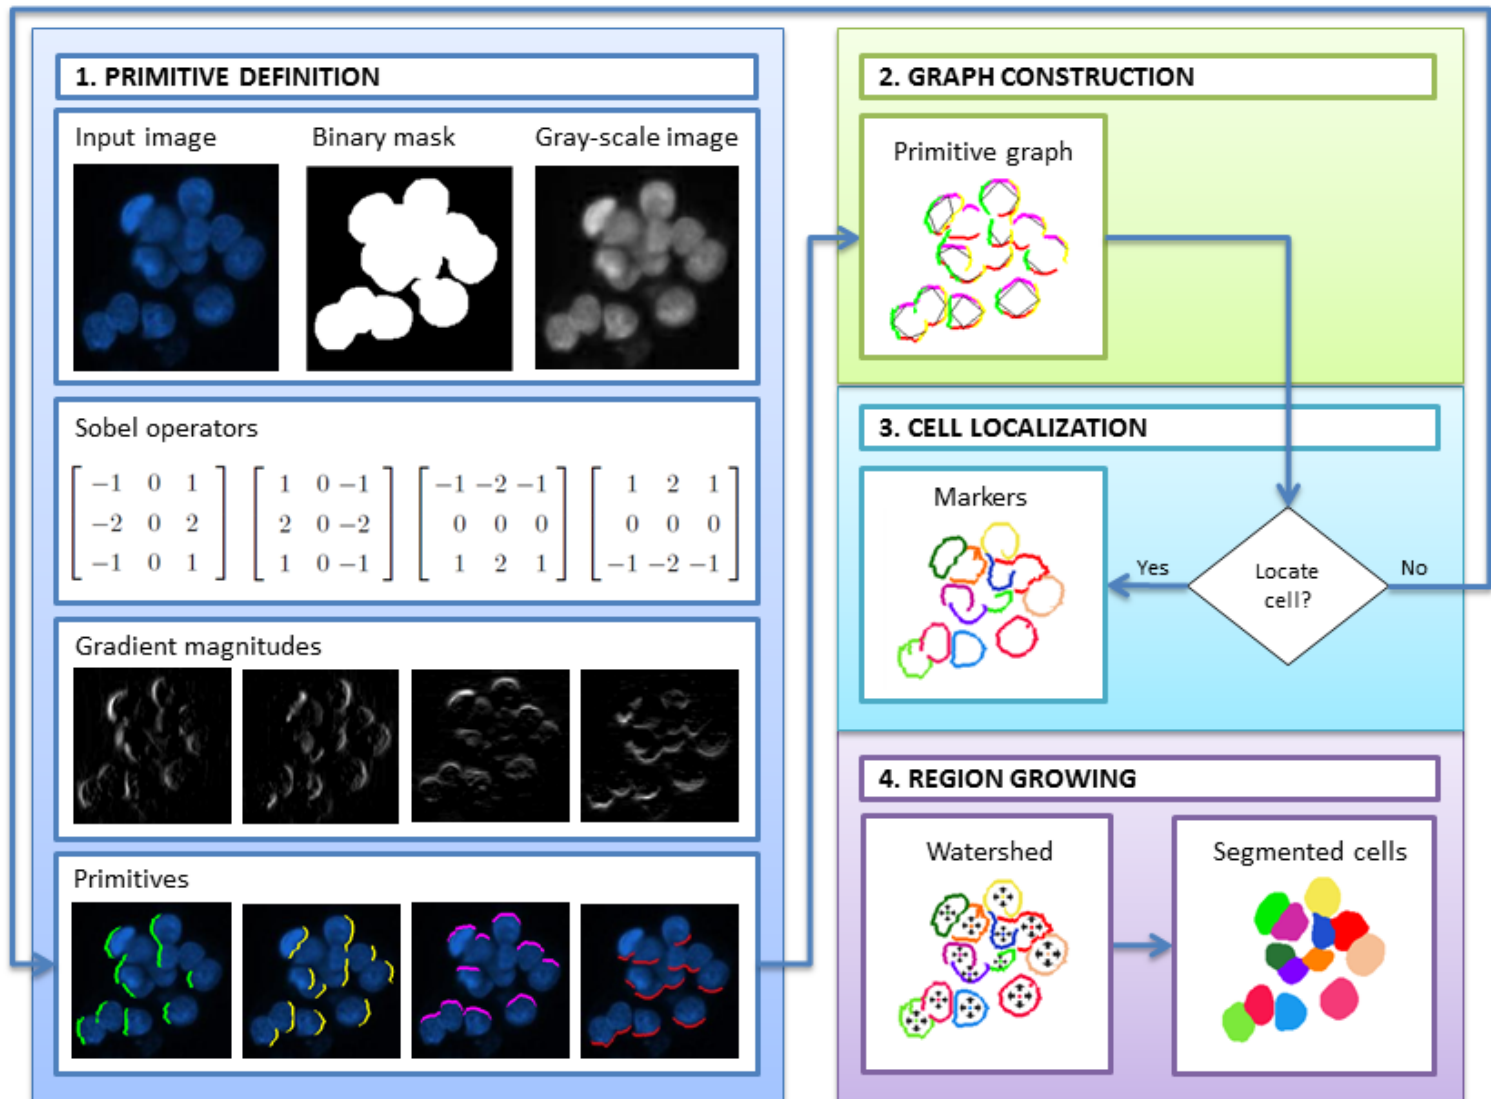 1. PRIMITIVE DEFINITION
Input image
Binary mask
Gray-scale image
Sobel operators
-1 0 1
-2 0 2
-1 0 1
1 0 -1
2 0 -2
1 0 -1
-1 -2 -1
0 0 0
1 2 1
1 2 1
0 0 0
-1 -2 -1
Gradient magnitudes
Primitives
2. GRAPH CONSTRUCTION
Primitive graph
3. CELL LOCALIZATION
Markers
Yes
Locate
cell?
No
4. REGION GROWING
Watershed
Segmented cells